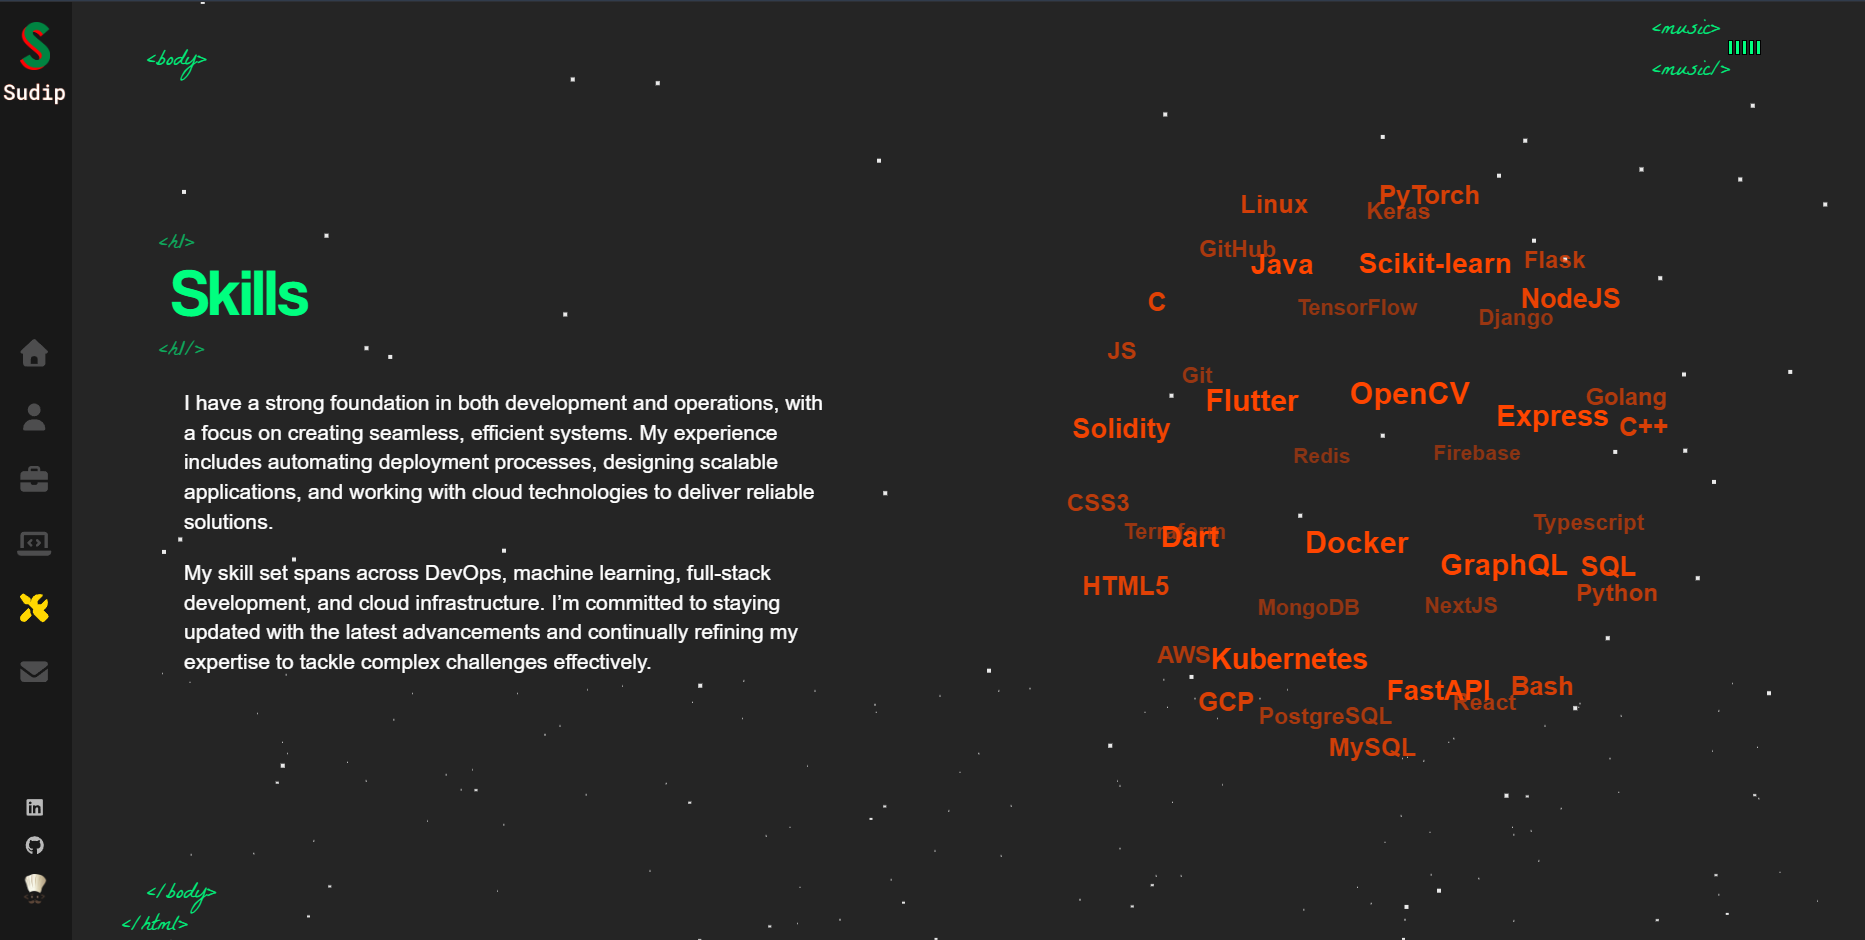 Sudip
<body>
<music>
<music/>
<h1>
Skills
<h1/>
I have a strong foundation in both development and operations, with
a focus on creating seamless, efficient systems. My experience
includes automating deployment processes, designing scalable
applications, and working with cloud technologies to deliver reliable
solutions.
My skill set spans across DevOps, machine learning, full-stack
development, and cloud infrastructure. I’m committed to staying
updated with the latest advancements and continually refining my
expertise to tackle complex challenges effectively.
Linux
PyTorch
Keras
GitHub
Java
Scikit-learn
Flask
C
TensorFlow
NodeJS
Django
JS
Git
Flutter
OpenCV
Golang
Express
C++
Solidity
Redis
Firebase
CSS3
Terraform
Dart
Docker
Typescript
GraphQL
SQL
HTML5
Python
MongoDB
NextJS
AWS
Kubernetes
FastAPI
Bash
GCP
React
PostgreSQL
MySQL
</body>
</html>